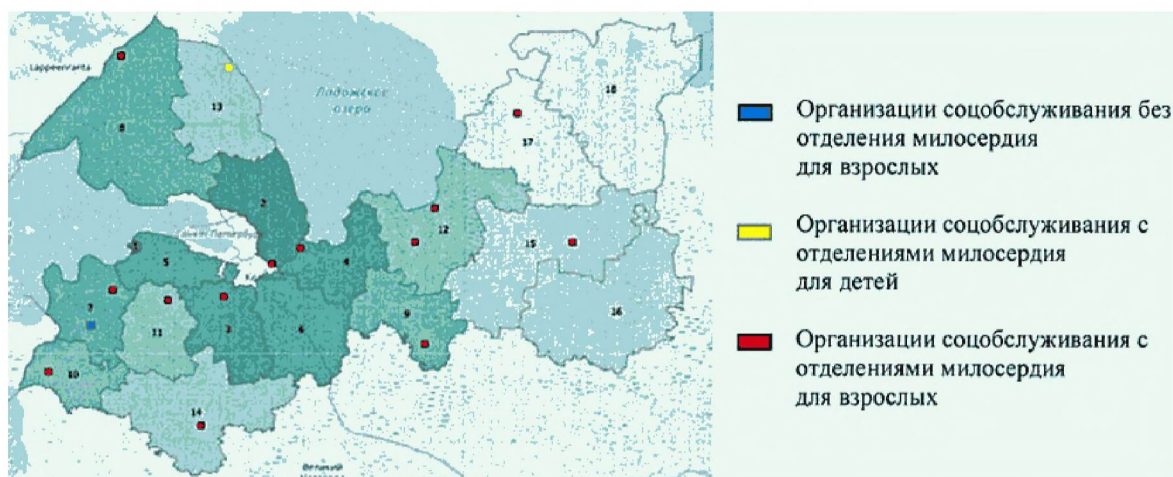 Lappeenranta
Ладожское
озеро
13
18
17
8
2
12
Санкт-Петербург
15
1
5
4
7
9
16
11
3
6
10
14
Великий
Новгород
Организации соцобслуживания без
отделения милосердия
для взрослых
Организации соцобслуживания с
отделениями милосердия
для детей
Организации соцобслуживания с
отделениями милосердия
для взрослых